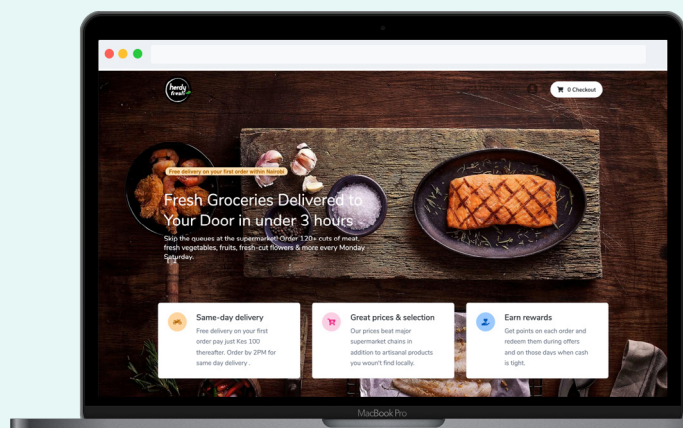 herdy
fresh
0 Checkout
Free delivery on your first order within Nairobi
Fresh Groceries Delivered to
Your Door in under 3 hours
Skip the queues at the supermarket! Order 120+ cuts of meat,
fresh vegetables, fruits, fresh-cut flowers & more every Monday
Saturday.
Same-day delivery
Free delivery on your first
order pay just Kes 100
thereafter. Order by 2PM for
same day delivery .
Great prices & selection
Our prices beat major
supermarket chains in
addition to artisanal products
you woun't find locally.
Earn rewards
Get points on each order and
redeem them during offers
and on those days when cash
is tight.
MacBook Pro